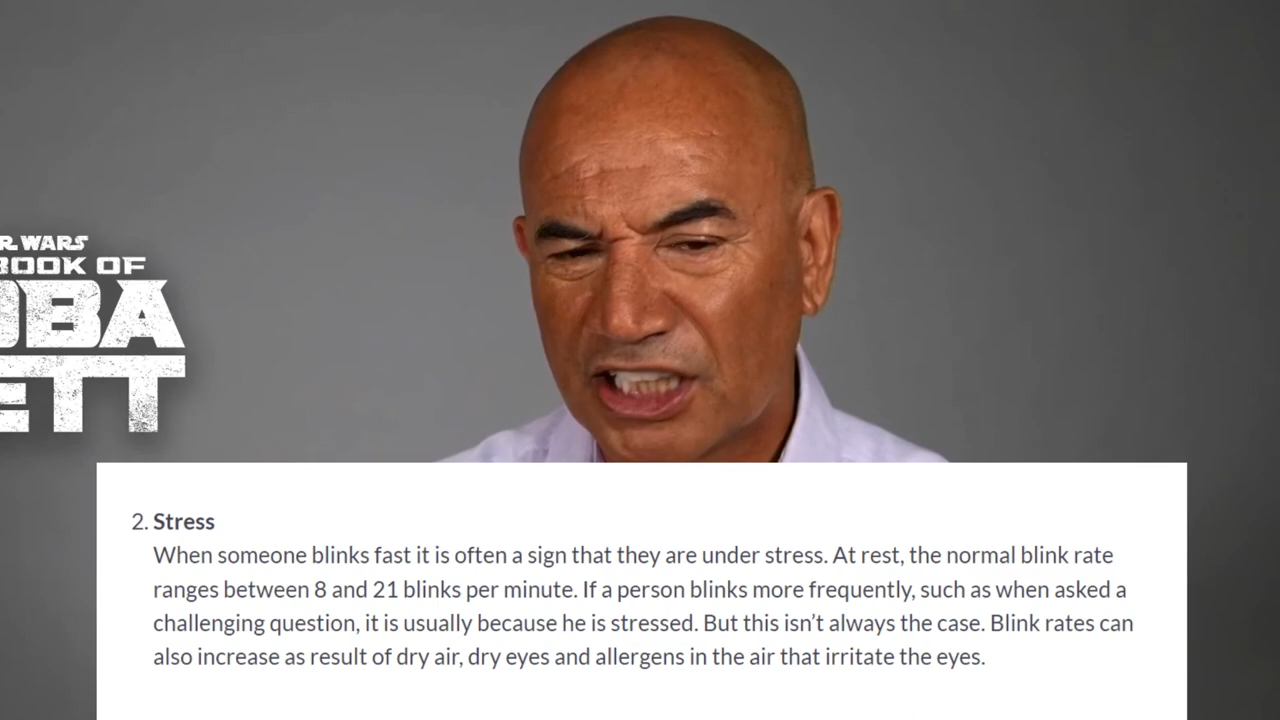 R WARS
BOOK OF
OBA
ETT
2. Stress
When someone blinks fast it is often a sign that they are under stress. At rest, the normal blink rate
ranges between 8 and 21 blinks per minute. If a person blinks more frequently, such as when asked a
challenging question, it is usually because he is stressed. But this isn’t always the case. Blink rates can
also increase as result of dry air, dry eyes and allergens in the air that irritate the eyes.